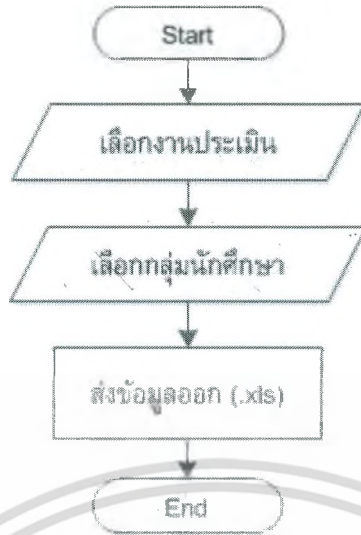 Start
เลือกงานประเมิน
เลือกกลุ่มนักศึกษา
ส่งข้อมูลออก (.xls)
End